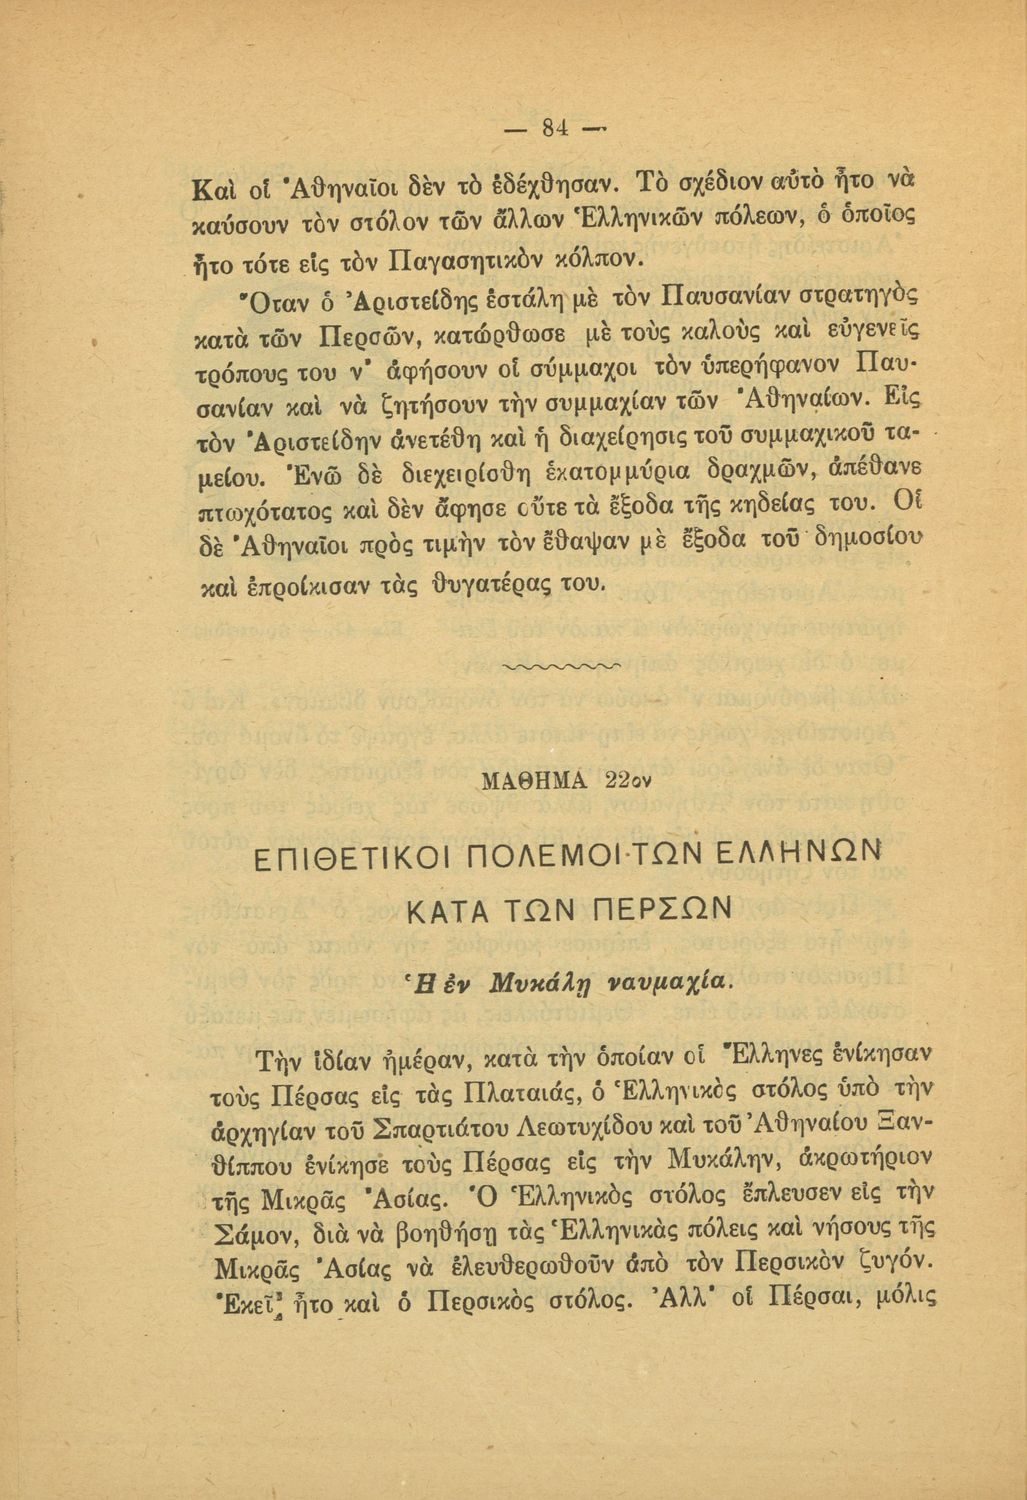 — 84 —
Καὶ οἱ Ἀθηναῖοι δὲν τὸ ἐδέχθησαν. Τὸ σχέδιον αὐτὸ ἦτο νὰ
καύσουν τὸν στόλον τῶν ἄλλων Ἑλληνικῶν πόλεων, ὁ ὁποῖος
ἦτο τότε εἰς τὸν Παγασητικὸν κόλπον.
Ὅταν ὁ Ἀριστείδης ἐστάλη μὲ τὸν Παυσανίαν στρατηγὸς
κατὰ τῶν Περσῶν, κατώρθωσε μὲ τοὺς καλοὺς καὶ εὐγενεῖς
τρόπους του ν' ἀφήσουν οἱ σύμμαχοι τὸν ὑπερήφανον Παυ-
σανίαν καὶ νὰ ζητήσουν τὴν συμμαχίαν τῶν Ἀθηναίων. Εἰς
τὸν Ἀριστείδην ἀνετέθη καὶ ἡ διαχείρησις τοῦ συμμαχικοῦ τα-
μείου. Ἐνῶ δὲ διεχειρίσθη ἑκατομμύρια δραχμῶν, ἀπέθανε
πτωχότατος καὶ δὲν ἄφησε οὔτε τὰ ἔξοδα τῆς κηδείας του. Οἱ
δὲ Ἀθηναῖοι πρὸς τιμὴν τὸν ἔθαψαν μὲ ἔξοδα τοῦ δημοσίου
καὶ ἐπροίκισαν τὰς θυγατέρας του.
ΜΑΘΗΜΑ 22ον
ΕΠΙΘΕΤΙΚΟΙ ΠΟΛΕΜΟΙ ΤΩΝ ΕΛΛΗΝΩΝ
ΚΑΤΑ ΤΩΝ ΠΕΡΣΩΝ
Ἡ ἐν Μυκάλῃ ναυμαχία.
Τὴν ἰδίαν ἡμέραν, κατὰ τὴν ὁποίαν οἱ Ἕλληνες ἐνίκησαν
τοὺς Πέρσας εἰς τὰς Πλαταιάς, ὁ Ἑλληνικὸς στόλος ὑπὸ τὴν
ἀρχηγίαν τοῦ Σπαρτιάτου Λεωτυχίδου καὶ τοῦ Ἀθηναίου Ξαν-
θίππου ἐνίκησε τοὺς Πέρσας εἰς τὴν Μυκάλην, ἀκρωτήριον
τῆς Μικρᾶς Ἀσίας. Ὁ Ἑλληνικὸς στόλος ἔπλευσεν εἰς τὴν
Σάμον, διὰ νὰ βοηθήσῃ τὰς Ἑλληνικὰς πόλεις καὶ νήσους τῆς
Μικρᾶς Ἀσίας νὰ ἐλευθερωθοῦν ἀπὸ τὸν Περσικὸν ζυγόν.
Ἐκεῖ ἦτο καὶ ὁ Περσικὸς στόλος. Ἀλλ' οἱ Πέρσαι, μόλις